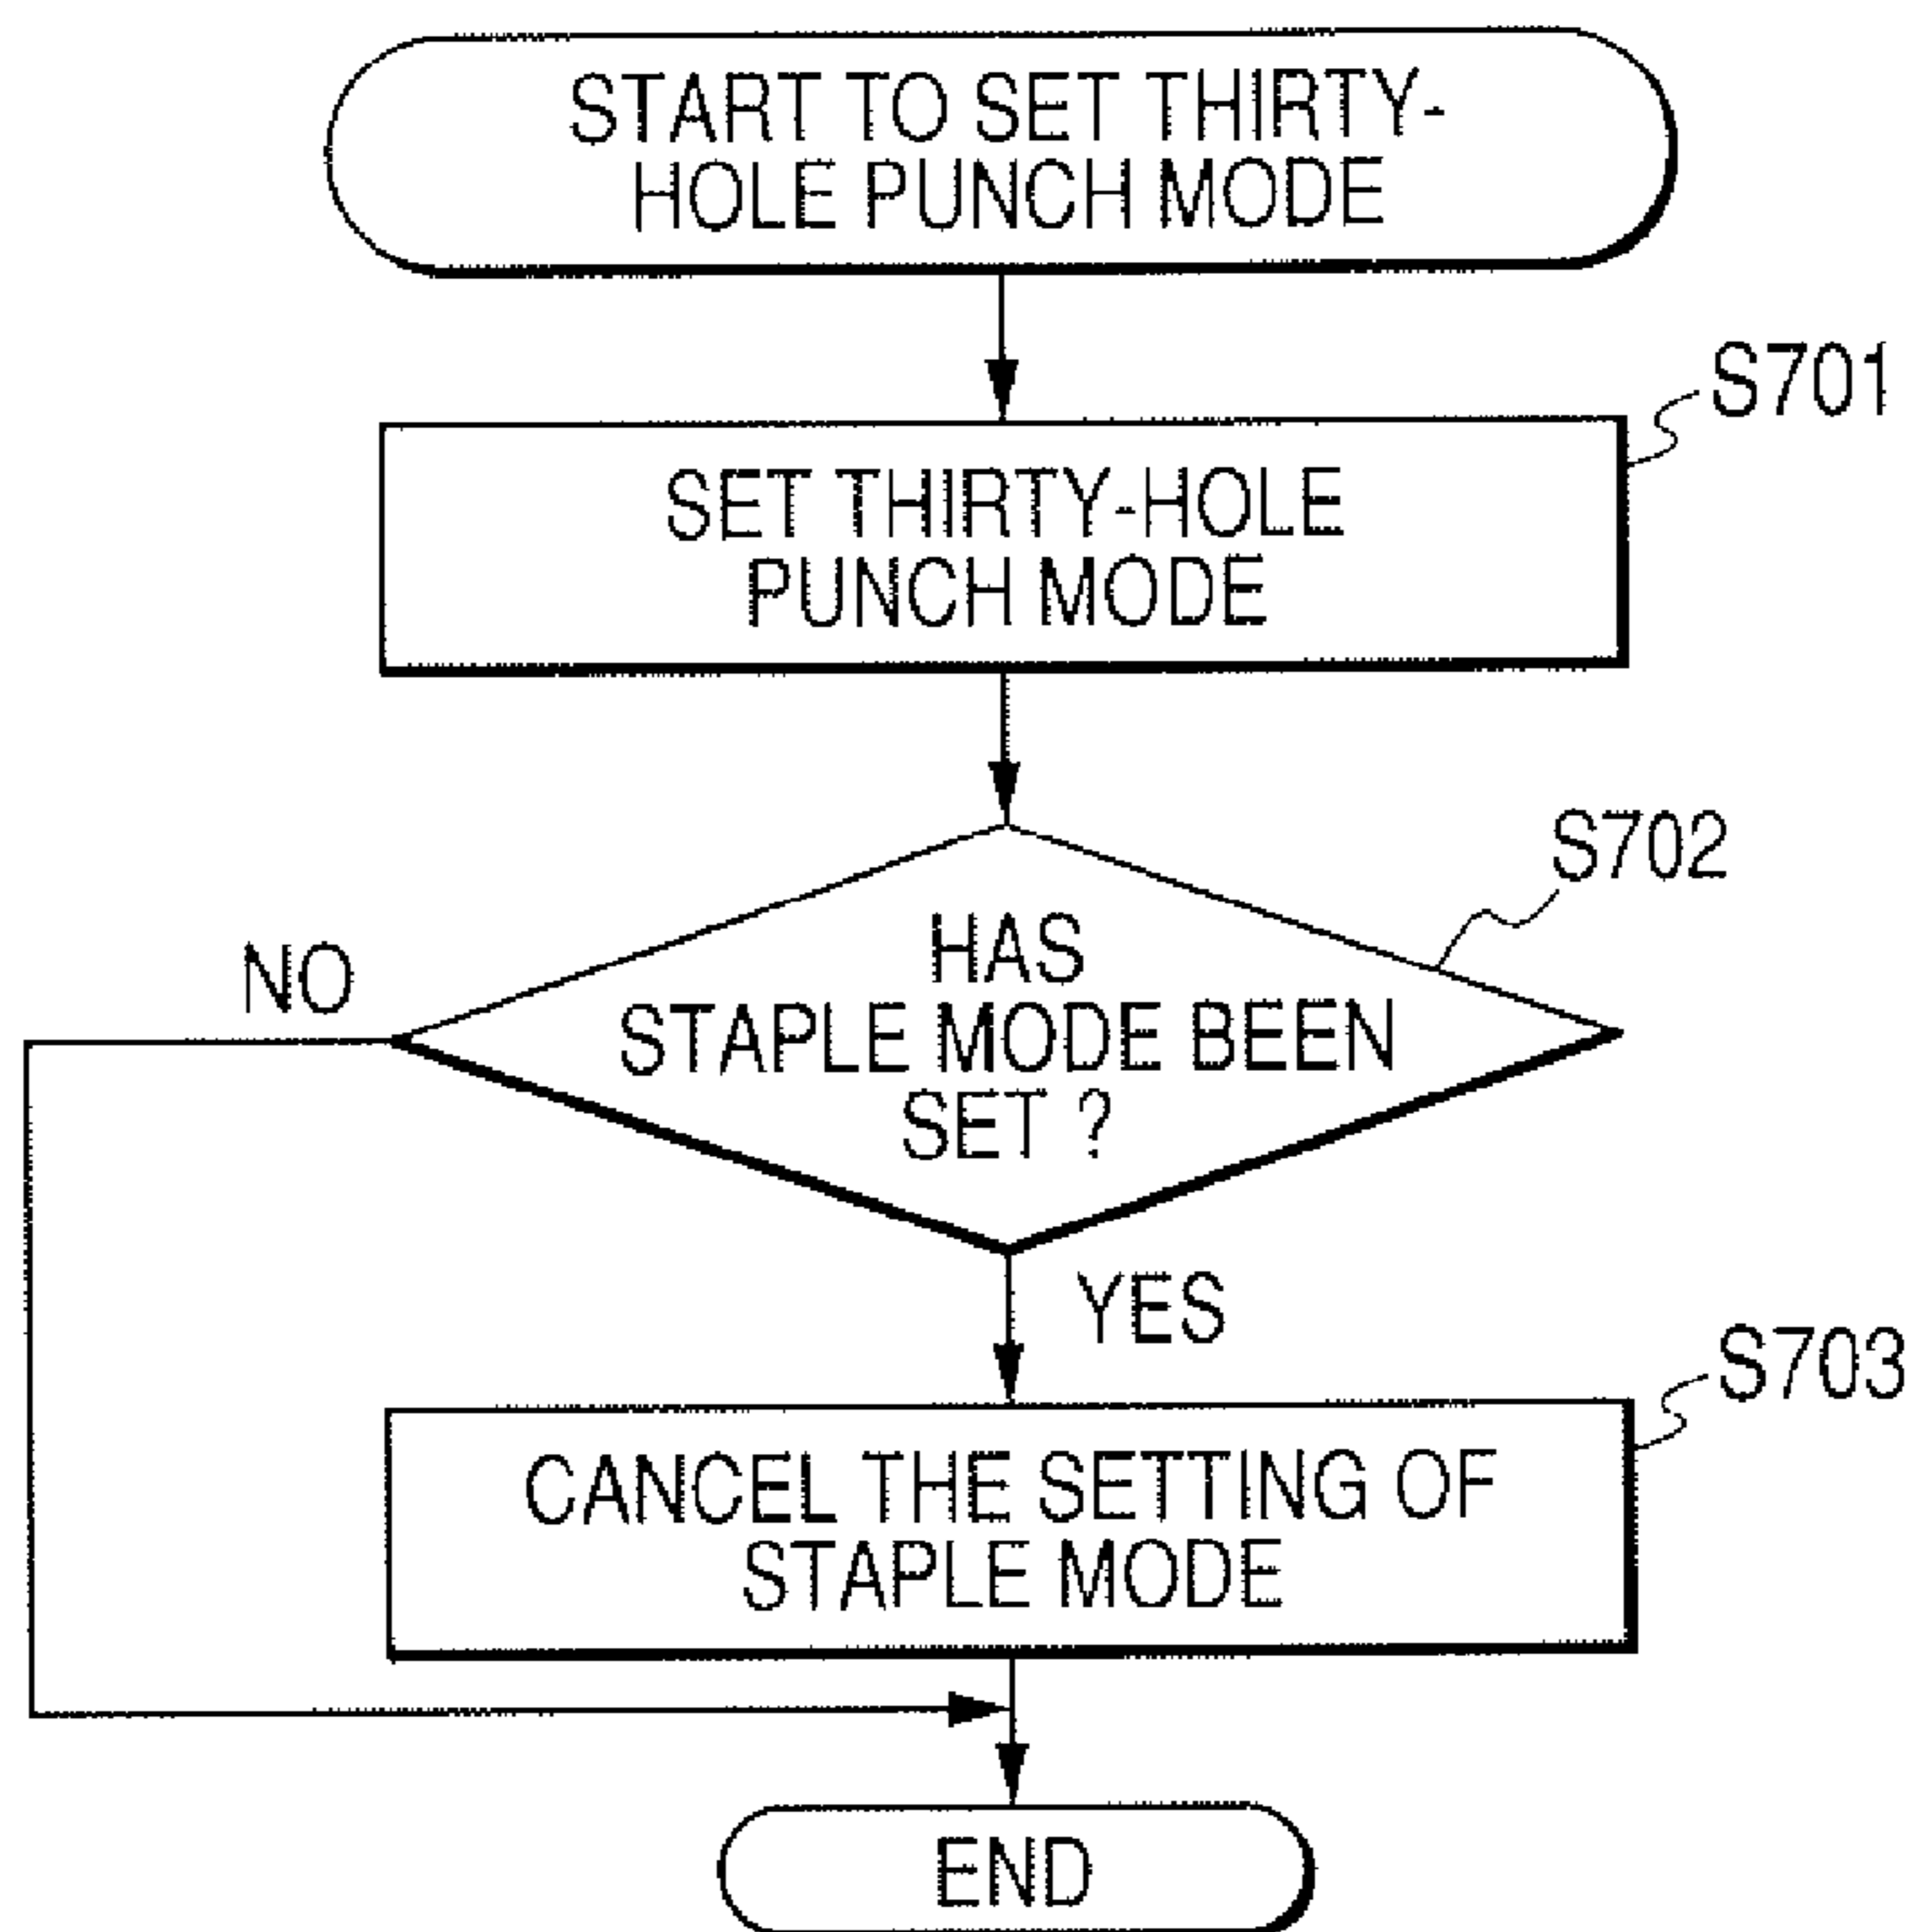 START TO SET THIRTY-
HOLE PUNCH MODE
S701
SET THIRTY-HOLE
PUNCH MODE
S702
HAS
STAPLE MODE BEEN
SET ?
NO
YES
S703
CANCEL THE SETTING OF
STAPLE MODE
END